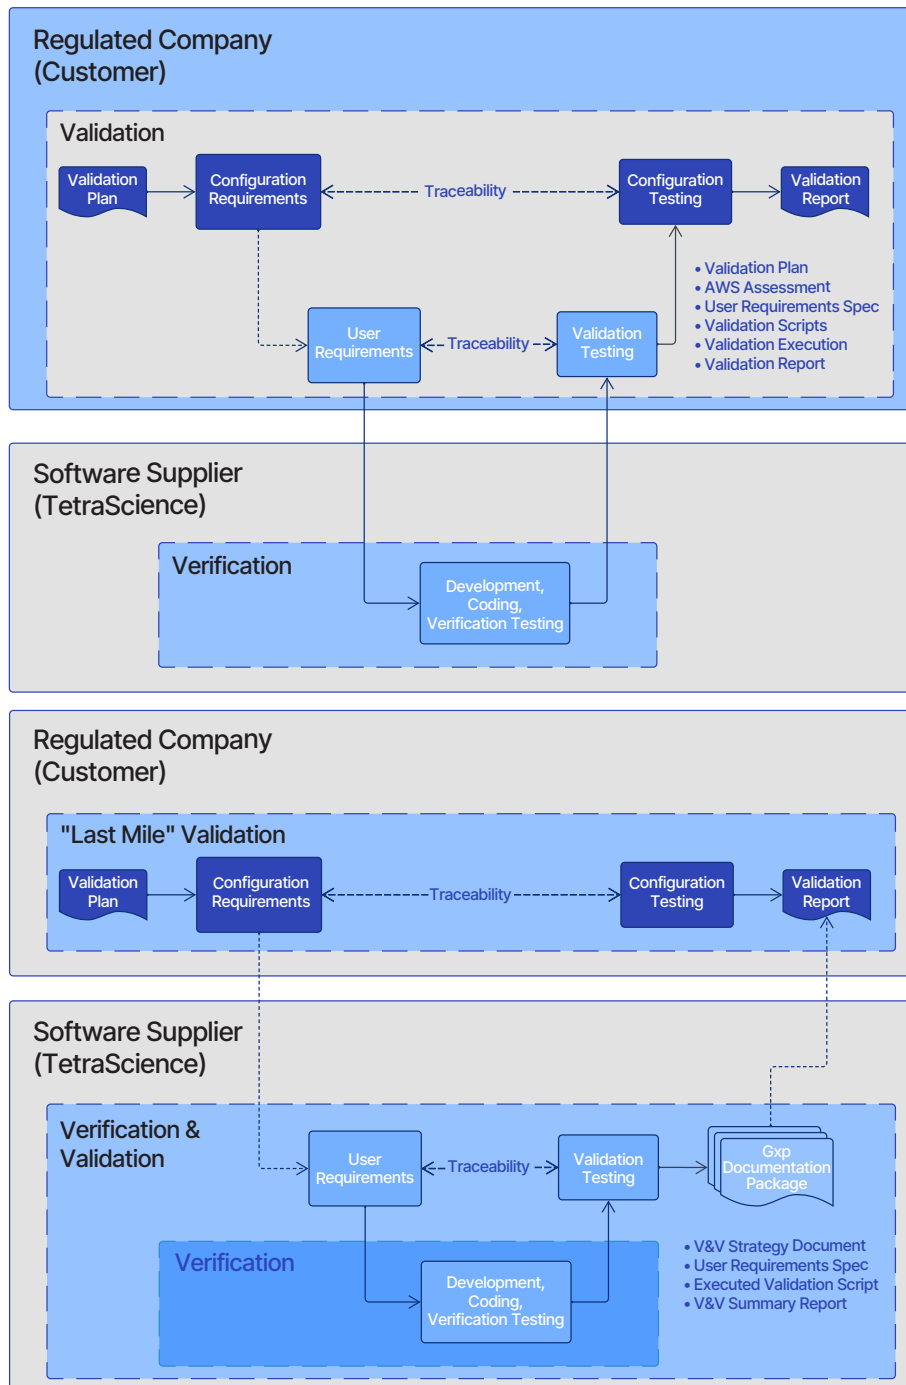 Regulated Company
(Customer)
Validation
Validation
Plan
Configuration
Requirements
Traceability
Configuration
Testing
Validation
Report
• Validation Plan
• AWS Assessment
• User Requirements Spec
• Validation Scripts
• Validation Execution
• Validation Report
User
Requirements
Traceability
Validation
Testing
Software Supplier
(TetraScience)
Verification
Development,
Coding,
Verification Testing
Regulated Company
(Customer)
"Last Mile" Validation
Validation
Plan
Configuration
Requirements
Traceability
Configuration
Testing
Validation
Report
Software Supplier
(TetraScience)
Verification &
Validation
User
Requirements
Traceability
Validation
Testing
Gxp
Documentation
Package
Verification
Development,
Coding,
Verification Testing
• V&V Strategy Document
• User Requirements Spec
• Executed Validation Script
• V&V Summary Report